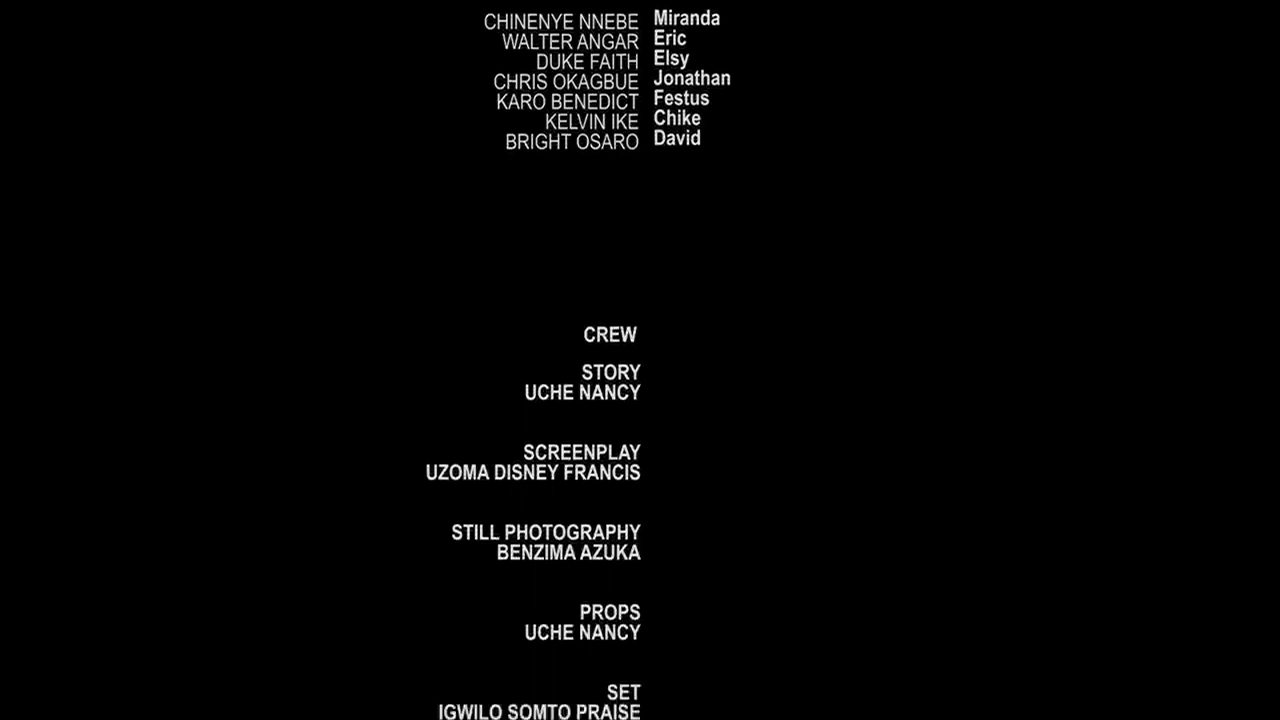 CHINENYE NNEBE Miranda
WALTER ANGAR Eric
DUKE FAITH Elsy
CHRIS OKAGBUE Jonathan
KARO BENEDICT Festus
KELVIN IKE Chike
BRIGHT OSARO David
CREW
STORY
UCHE NANCY
SCREENPLAY
UZOMA DISNEY FRANCIS
STILL PHOTOGRAPHY
BENZIMA AZUKA
PROPS
UCHE NANCY
SET
IGWILO SOMTO PRAISE